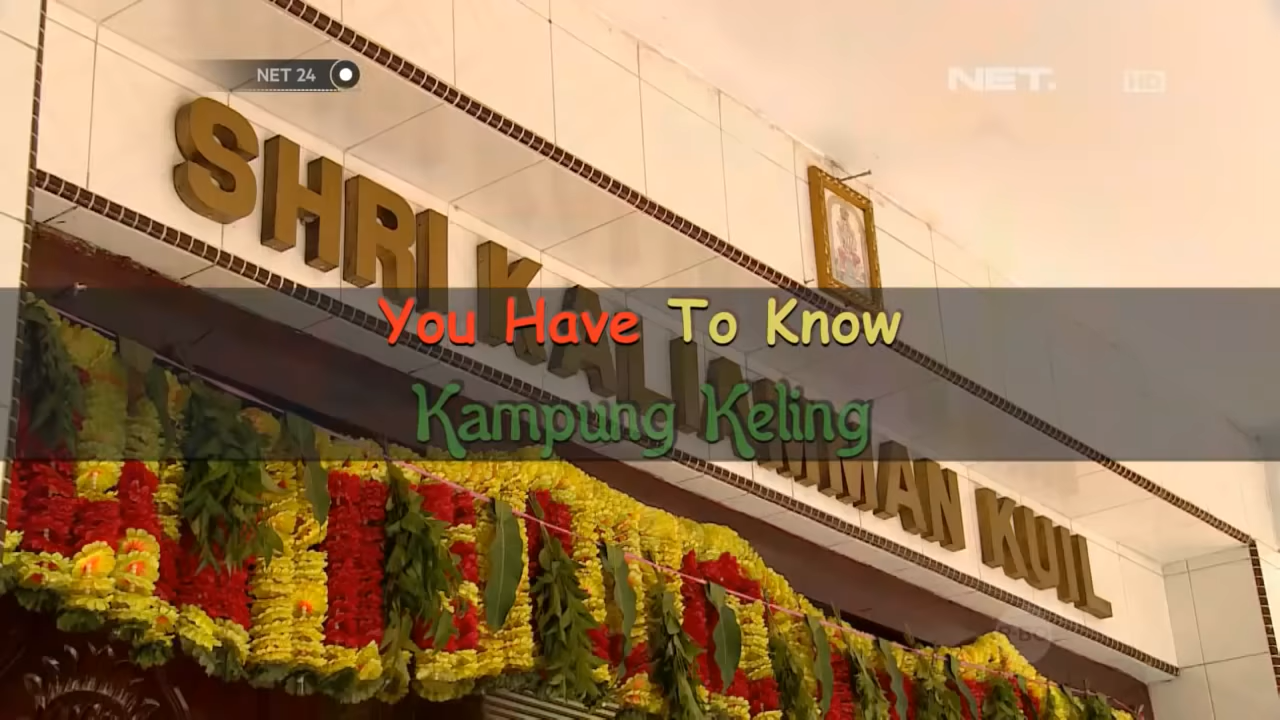 NET 24
NET.
HD
SHRI KALIAMMAN KUIL
You Have To Know
Kampung Keling